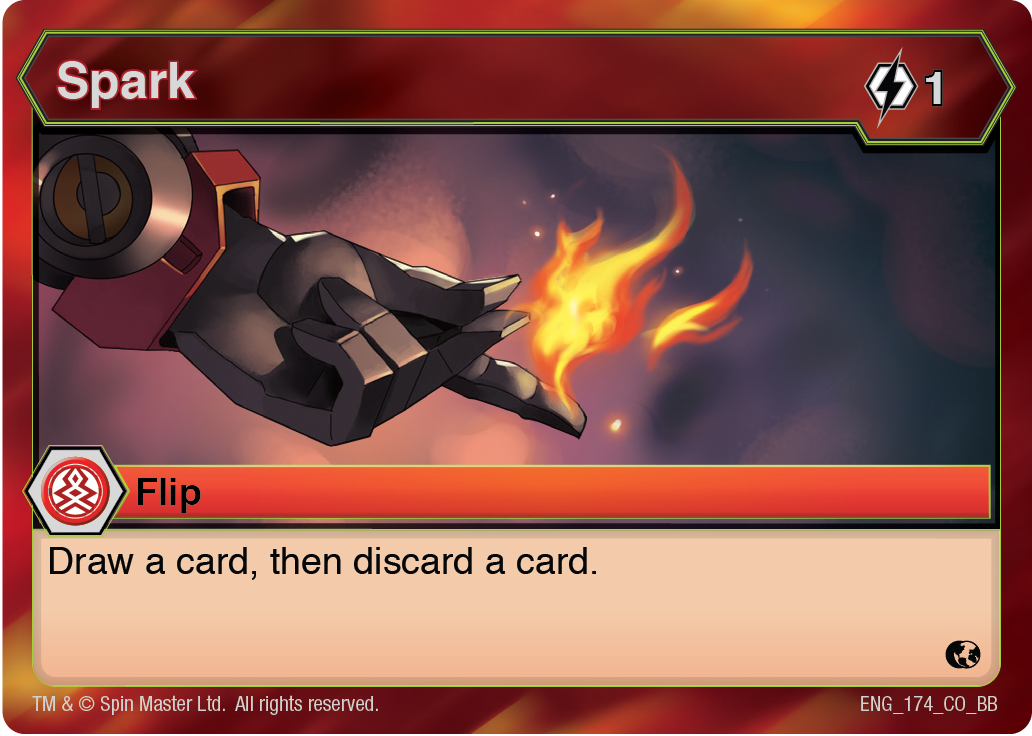 Spark
1
Flip
Draw a card, then discard a card.
TM & © Spin Master Ltd. All rights reserved.
ENG_174_CO_BB